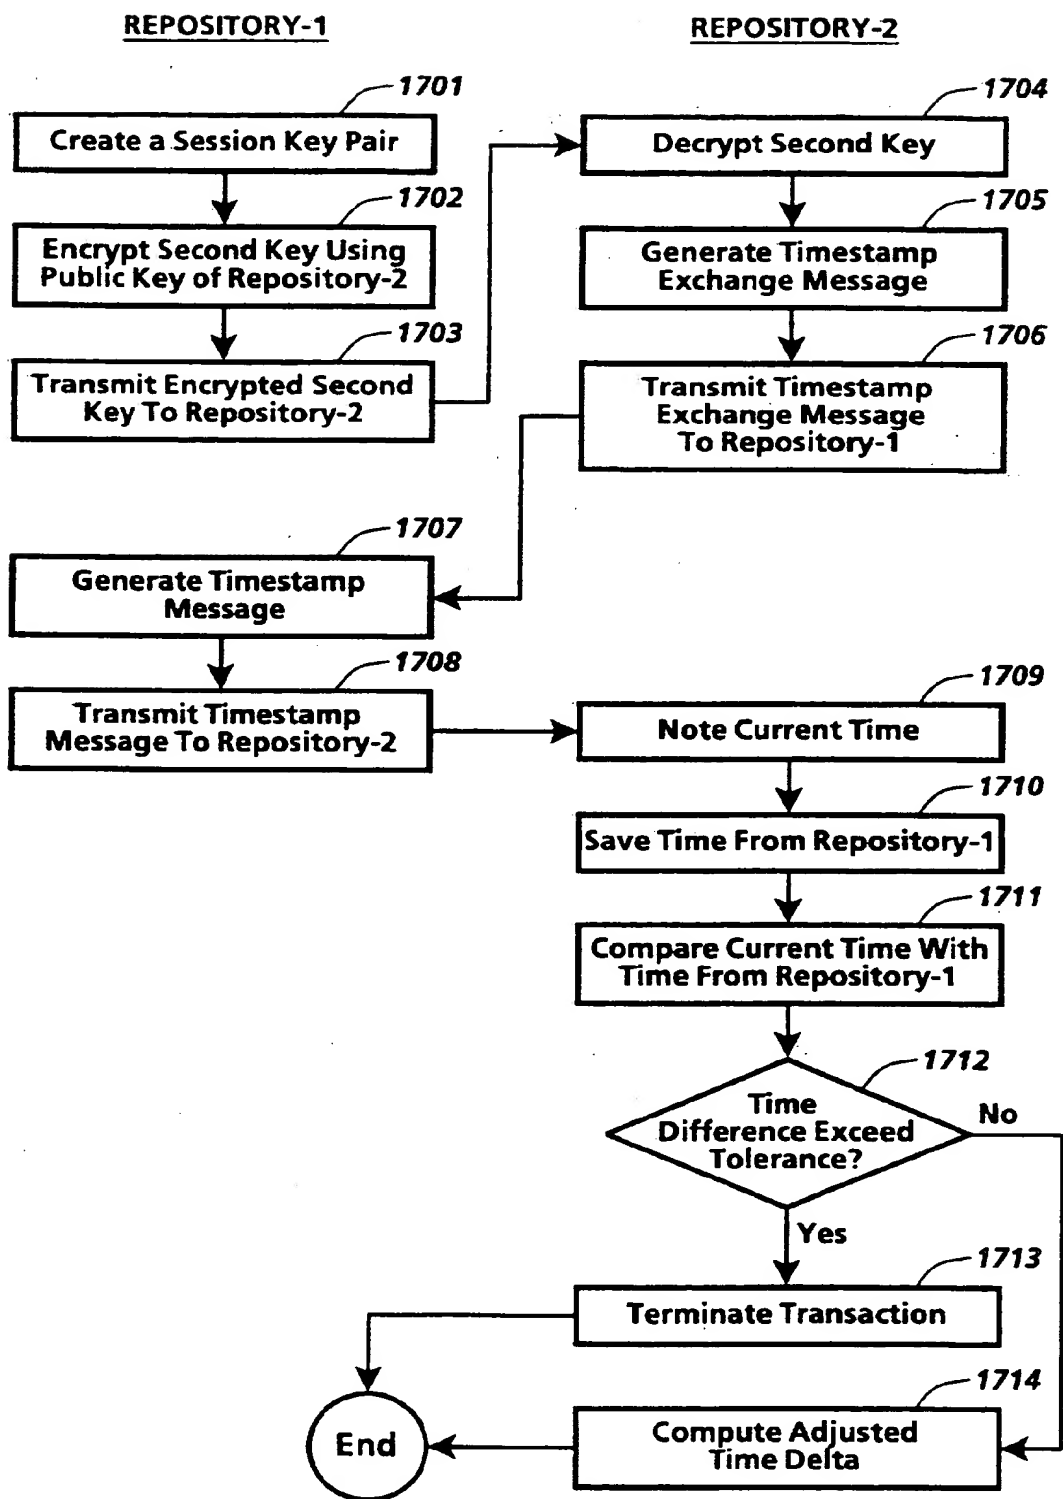 REPOSITORY-1
REPOSITORY-2
1701
Create a Session Key Pair
1702
Encrypt Second Key Using
Public Key of Repository-2
1703
Transmit Encrypted Second
Key To Repository-2
1704
Decrypt Second Key
1705
Generate Timestamp
Exchange Message
1706
Transmit Timestamp
Exchange Message
To Repository-1
1707
Generate Timestamp
Message
1708
Transmit Timestamp
Message To Repository-2
1709
Note Current Time
1710
Save Time From Repository-1
1711
Compare Current Time With
Time From Repository-1
1712
Time
Difference Exceed
Tolerance?
No
Yes
1713
Terminate Transaction
1714
Compute Adjusted
Time Delta
End